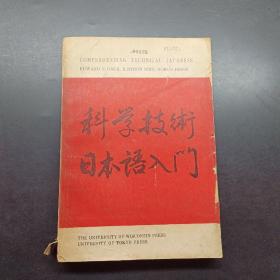 COMPREHENDING TECHNICAL JAPANESE
科学技術
日本語入門
THE UNIVERSITY OF WISCONSIN PRESS
UNIVERSITY OF TOKYO PRESS